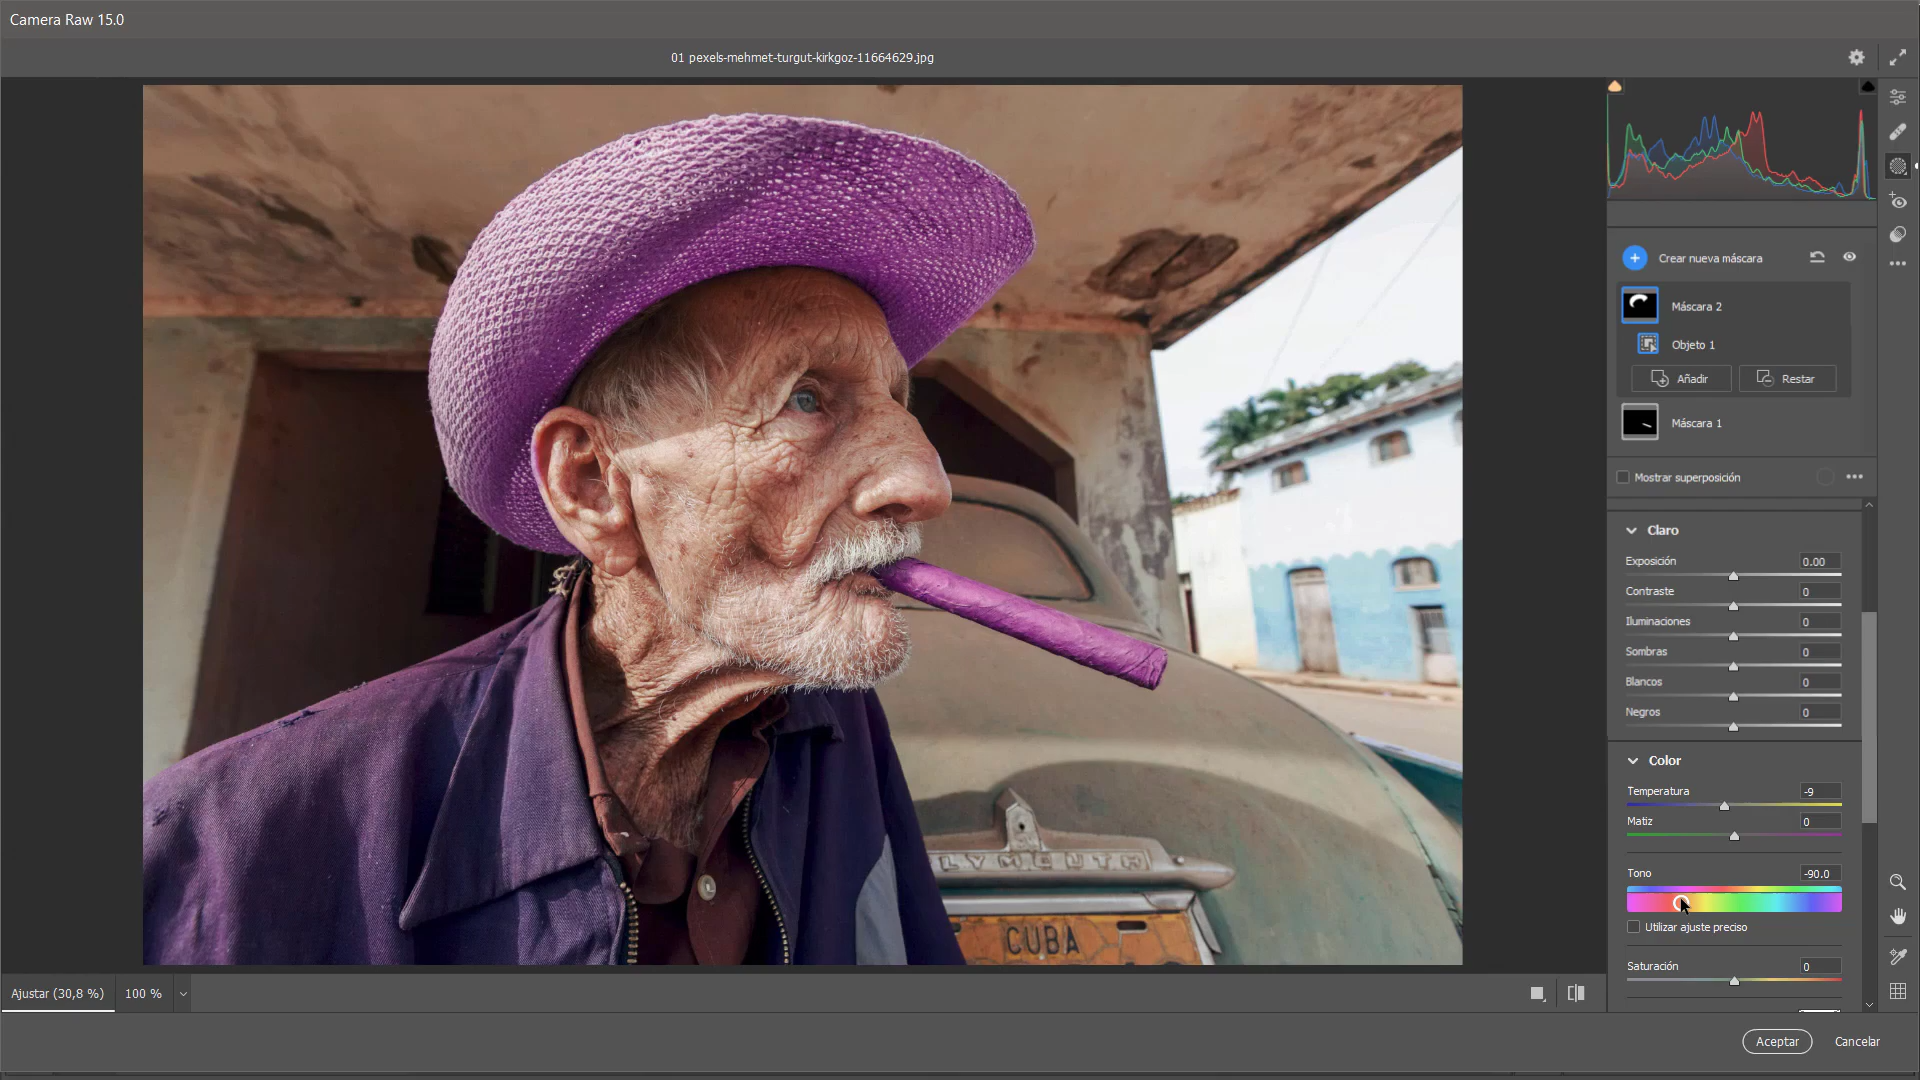 Camera Raw 15.0
01 pexels-mehmet-turgut-kirkgoz-11664629.jpg
Crear nueva máscara
Máscara 2
Objeto 1
Añadir
Restar
Máscara 1
Mostrar superposición
Claro
Exposición 0.00
Contraste 0
Iluminaciones 0
Sombras 0
Blancos 0
Negros 0
Color
Temperatura -9
Matiz 0
Tono -90.0
Utilizar ajuste preciso
Saturación 0
PLYMOUTH
CUBA
Ajustar (30,8 %) 100 %
Aceptar Cancelar